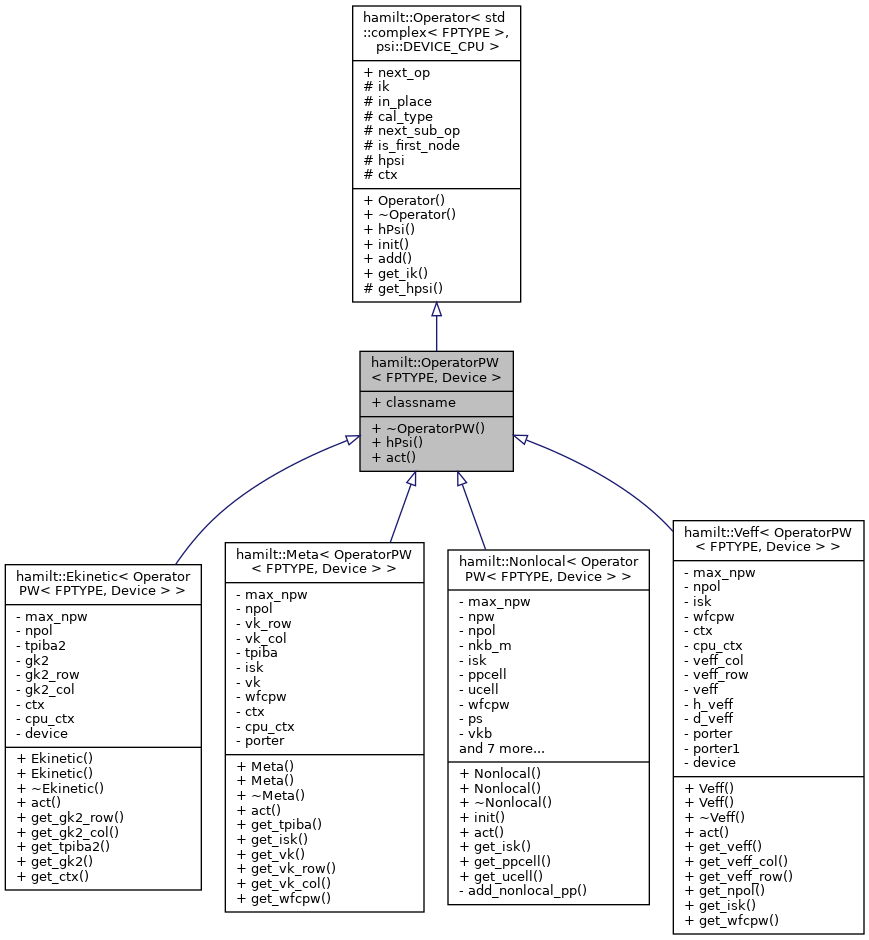 hamilt::Operator< std
::complex< FPTYPE >,
psi::DEVICE_CPU >
+ next_op
# ik
# in_place
# cal_type
# next_sub_op
# is_first_node
# hpsi
# ctx
+ Operator()
+ ~Operator()
+ hPsi()
+ init()
+ add()
+ get_ik()
# get_hpsi()
hamilt::OperatorPW
< FPTYPE, Device >
+ classname
+ ~OperatorPW()
+ hPsi()
+ act()
hamilt::Ekinetic< Operator
PW< FPTYPE, Device > >
- max_npw
- npol
- tpiba2
- gk2
- gk2_row
- gk2_col
- ctx
- cpu_ctx
- device
+ Ekinetic()
+ Ekinetic()
+ ~Ekinetic()
+ act()
+ get_gk2_row()
+ get_gk2_col()
+ get_tpiba2()
+ get_gk2()
+ get_ctx()
hamilt::Meta< OperatorPW
< FPTYPE, Device > >
- max_npw
- npol
- vk_row
- vk_col
- tpiba
- isk
- vk
- wfcpw
- ctx
- cpu_ctx
- porter
+ Meta()
+ Meta()
+ ~Meta()
+ act()
+ get_tpiba()
+ get_isk()
+ get_vk()
+ get_vk_row()
+ get_vk_col()
+ get_wfcpw()
hamilt::Nonlocal< Operator
PW< FPTYPE, Device > >
- max_npw
- npw
- npol
- nkb_m
- isk
- ppcell
- ucell
- wfcpw
- ps
- vkb
and 7 more...
+ Nonlocal()
+ Nonlocal()
+ ~Nonlocal()
+ init()
+ act()
+ get_isk()
+ get_ppcell()
+ get_ucell()
- add_nonlocal_pp()
hamilt::Veff< OperatorPW
< FPTYPE, Device > >
- max_npw
- npol
- isk
- wfcpw
- ctx
- cpu_ctx
- veff_col
- veff_row
- veff
- h_veff
- d_veff
- porter
- porter1
- device
+ Veff()
+ Veff()
+ ~Veff()
+ act()
+ get_veff()
+ get_veff_col()
+ get_veff_row()
+ get_npol()
+ get_isk()
+ get_wfcpw()